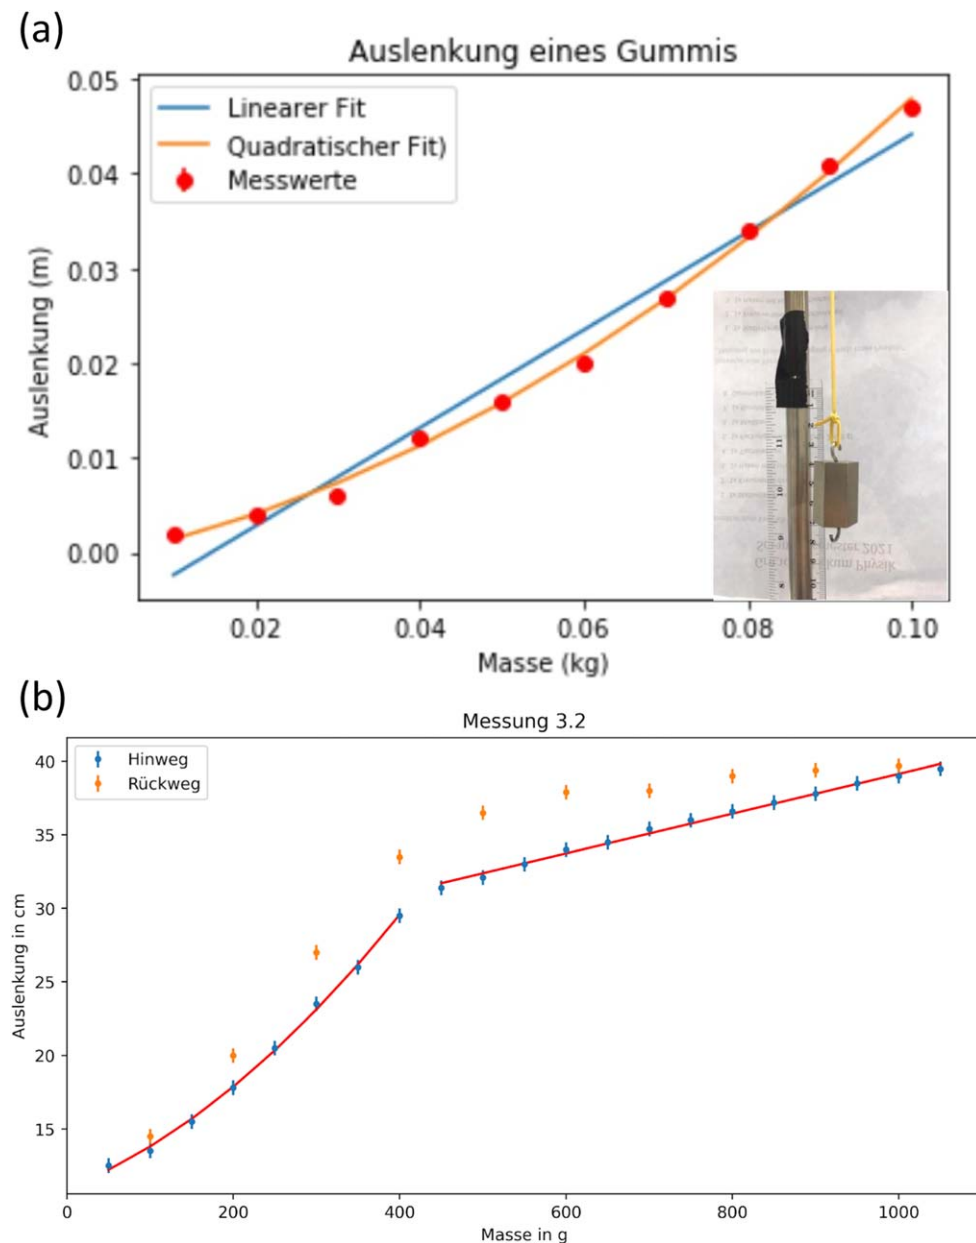 (a)
Auslenkung eines Gummis
Linearer Fit
Quadratischer Fit)
Messwerte
0.05
0.04
0.03
0.02
0.01
0.00
Auslenkung (m)
0.02
0.04
0.06
0.08
0.10
Masse (kg)
(b)
Messung 3.2
Hinweg
Rückweg
40
35
30
25
20
15
Auslenkung in cm
0
200
400
600
800
1000
Masse in g